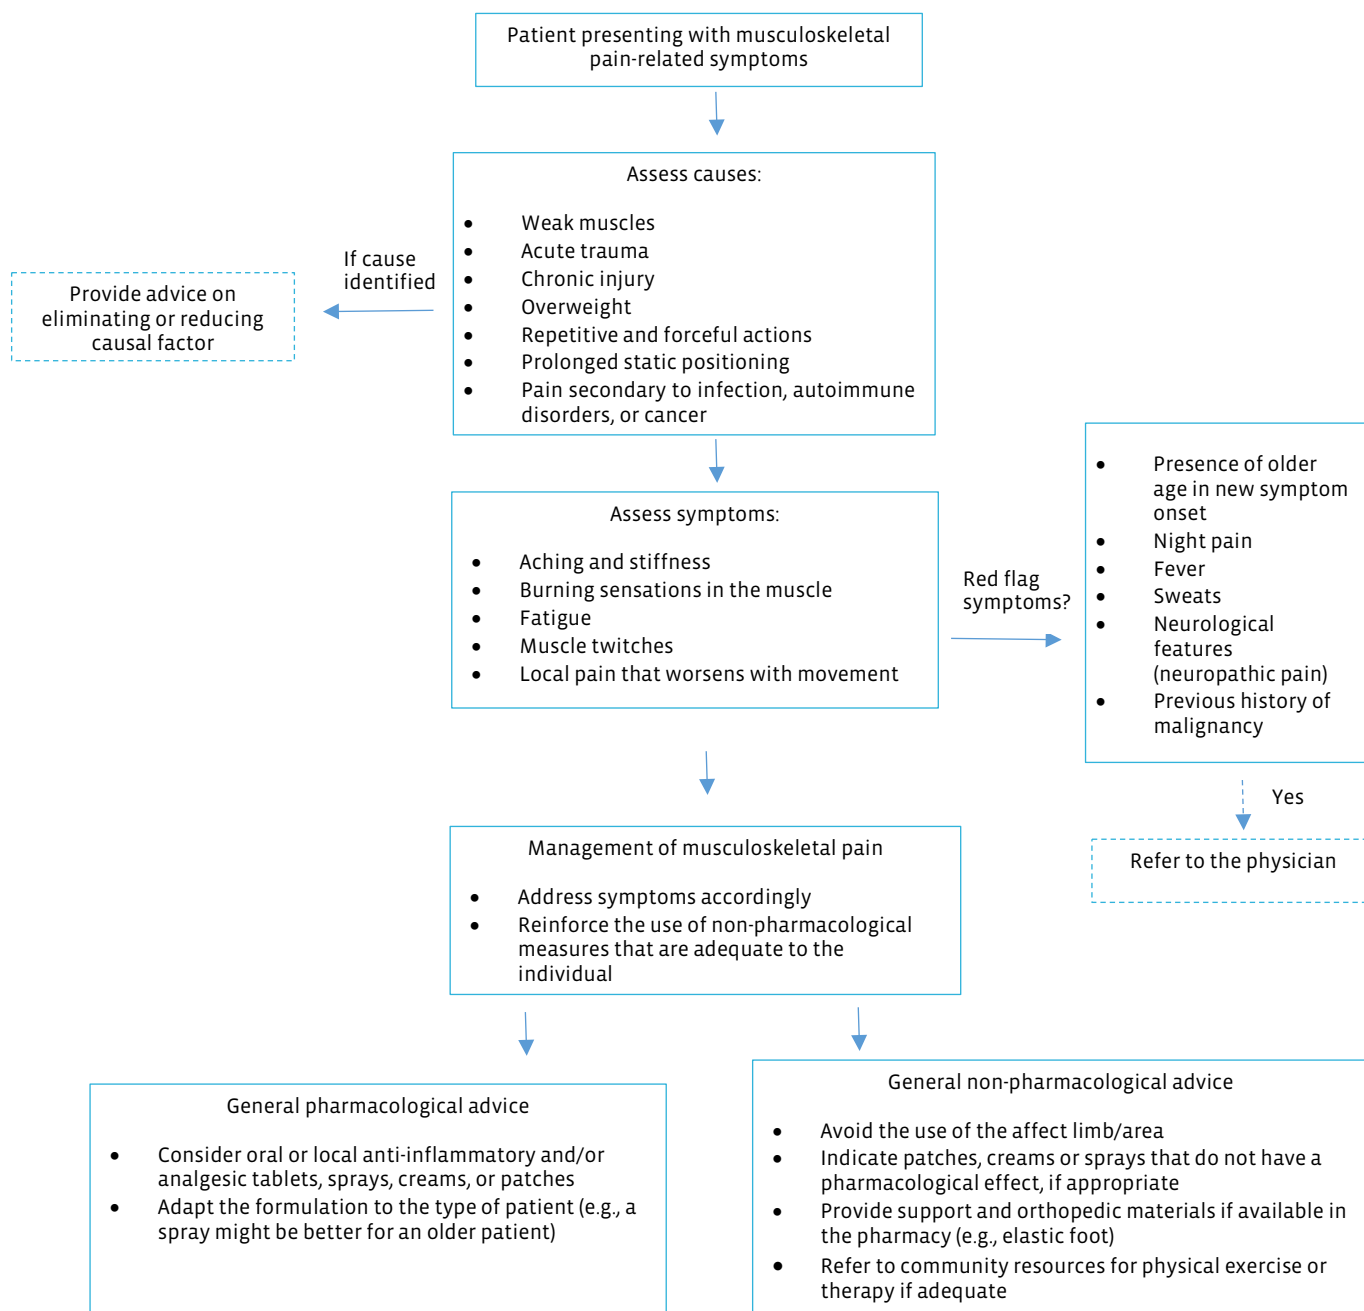 Patient presenting with musculoskeletal
pain-related symptoms
Assess causes:
• Weak muscles
• Acute trauma
• Chronic injury
• Overweight
• Repetitive and forceful actions
• Prolonged static positioning
• Pain secondary to infection, autoimmune
disorders, or cancer
If cause
identified
Provide advice on
eliminating or reducing
causal factor
Assess symptoms:
• Aching and stiffness
• Burning sensations in the muscle
• Fatigue
• Muscle twitches
• Local pain that worsens with movement
Red flag
symptoms?
• Presence of older
age in new symptom
onset
• Night pain
• Fever
• Sweats
• Neurological
features
(neuropathic pain)
• Previous history of
malignancy
Yes
Refer to the physician
Management of musculoskeletal pain
• Address symptoms accordingly
• Reinforce the use of non-pharmacological
measures that are adequate to the
individual
General pharmacological advice
• Consider oral or local anti-inflammatory and/or
analgesic tablets, sprays, creams, or patches
• Adapt the formulation to the type of patient (e.g., a
spray might be better for an older patient)
General non-pharmacological advice
• Avoid the use of the affect limb/area
• Indicate patches, creams or sprays that do not have a
pharmacological effect, if appropriate
• Provide support and orthopedic materials if available in
the pharmacy (e.g., elastic foot)
• Refer to community resources for physical exercise or
therapy if adequate